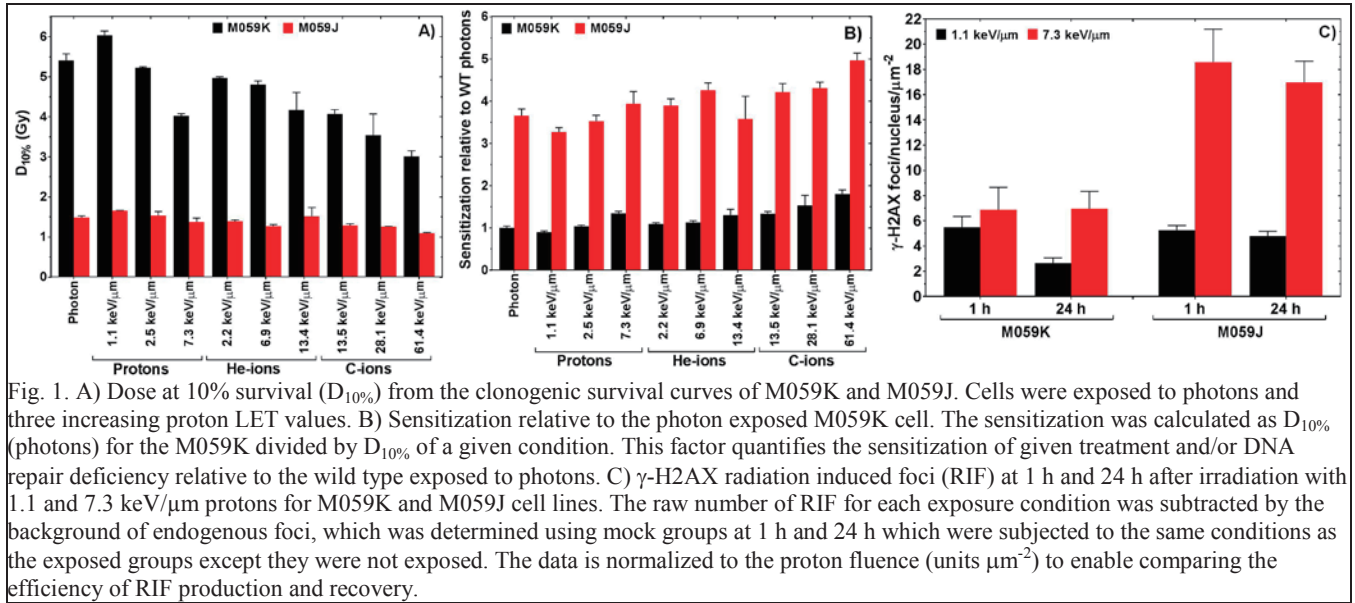 M059K M059J A)
6
5
4
3
2
1
0
D10% (Gy)
Photon
1.1 keV/μm
2.5 keV/μm
7.3 keV/μm
2.2 keV/μm
6.9 keV/μm
13.4 keV/μm
13.5 keV/μm
28.1 keV/μm
61.4 keV/μm
Protons He-ions C-ions
M059K M059J B)
6
5
4
3
2
1
0
Sensitization relative to WT photons
Photon
1.1 keV/μm
2.5 keV/μm
7.3 keV/μm
2.2 keV/μm
6.9 keV/μm
13.4 keV/μm
13.5 keV/μm
28.1 keV/μm
61.4 keV/μm
Protons He-ions C-ions
1.1 keV/μm 7.3 keV/μm C)
22
20
18
16
14
12
10
8
6
4
2
0
γ-H2AX foci/nucleus/μm-2
1 h 24 h 1 h 24 h
M059K M059J
Fig. 1. A) Dose at 10% survival (D10%) from the clonogenic survival curves of M059K and M059J. Cells were exposed to photons and
three increasing proton LET values. B) Sensitization relative to the photon exposed M059K cell. The sensitization was calculated as D10%
(photons) for the M059K divided by D10% of a given condition. This factor quantifies the sensitization of given treatment and/or DNA
repair deficiency relative to the wild type exposed to photons. C) γ-H2AX radiation induced foci (RIF) at 1 h and 24 h after irradiation with
1.1 and 7.3 keV/μm protons for M059K and M059J cell lines. The raw number of RIF for each exposure condition was subtracted by the
background of endogenous foci, which was determined using mock groups at 1 h and 24 h which were subjected to the same conditions as
the exposed groups except they were not exposed. The data is normalized to the proton fluence (units μm-2) to enable comparing the
efficiency of RIF production and recovery.